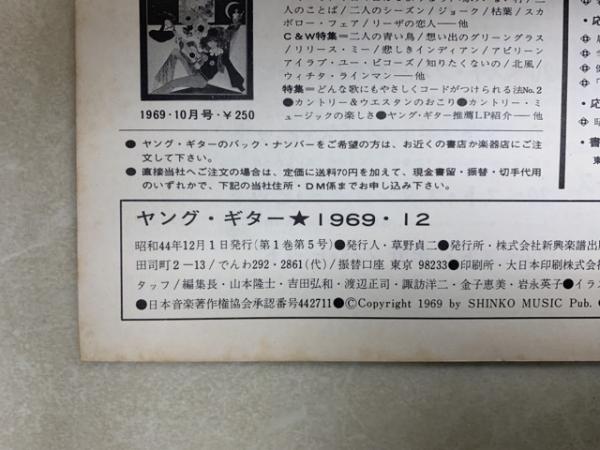 二人のことば/二人のシーズン/ジョーク/枯葉/スカ
ボロー・フェア/リーザの恋人──他
C&W特集＝二人の青い鳥/想い出のグリーングラス
/リリース・ミー/悲しきインディアン/アビリーン
アイラブ・ユー・ビコーズ/知りたくないの/北風/
ウィチタ・ラインマン──他
特集＝どんな歌にもやさしくコードがつけられる法No.2
●カントリー&ウエスタンのおこり●カントリー・ミ
ュージックの楽しさ●ヤング・ギター推薦LP紹介──他
1969・10月号・¥250
● ヤング・ギターのバック・ナンバーをご希望の方は、お近くの書店か楽器店にご注
文して下さい。
● 直接当社へご注文の場合は、定価に送料70円を加えて、現金書留・振替・切手代用
のいずれかで、下記の当社住所・DM係までお申し込み下さい。
ヤング・ギター★1969・12
昭和44年12月1日発行(第1巻第5号)●発行人・草野貞二●発行所・株式会社新興楽譜出版
田司町2－13/でんわ292・2861(代)/振替口座 東京 98233●印刷所・大日本印刷株式会
タッフ/編集長・山本隆士・吉田弘和・渡辺正司・諏訪洋二・金子恵美・岩永英子●イラス
●日本音楽著作権協会承認番号442711●©Copyright 1969 by SHINKO MUSIC Pub.